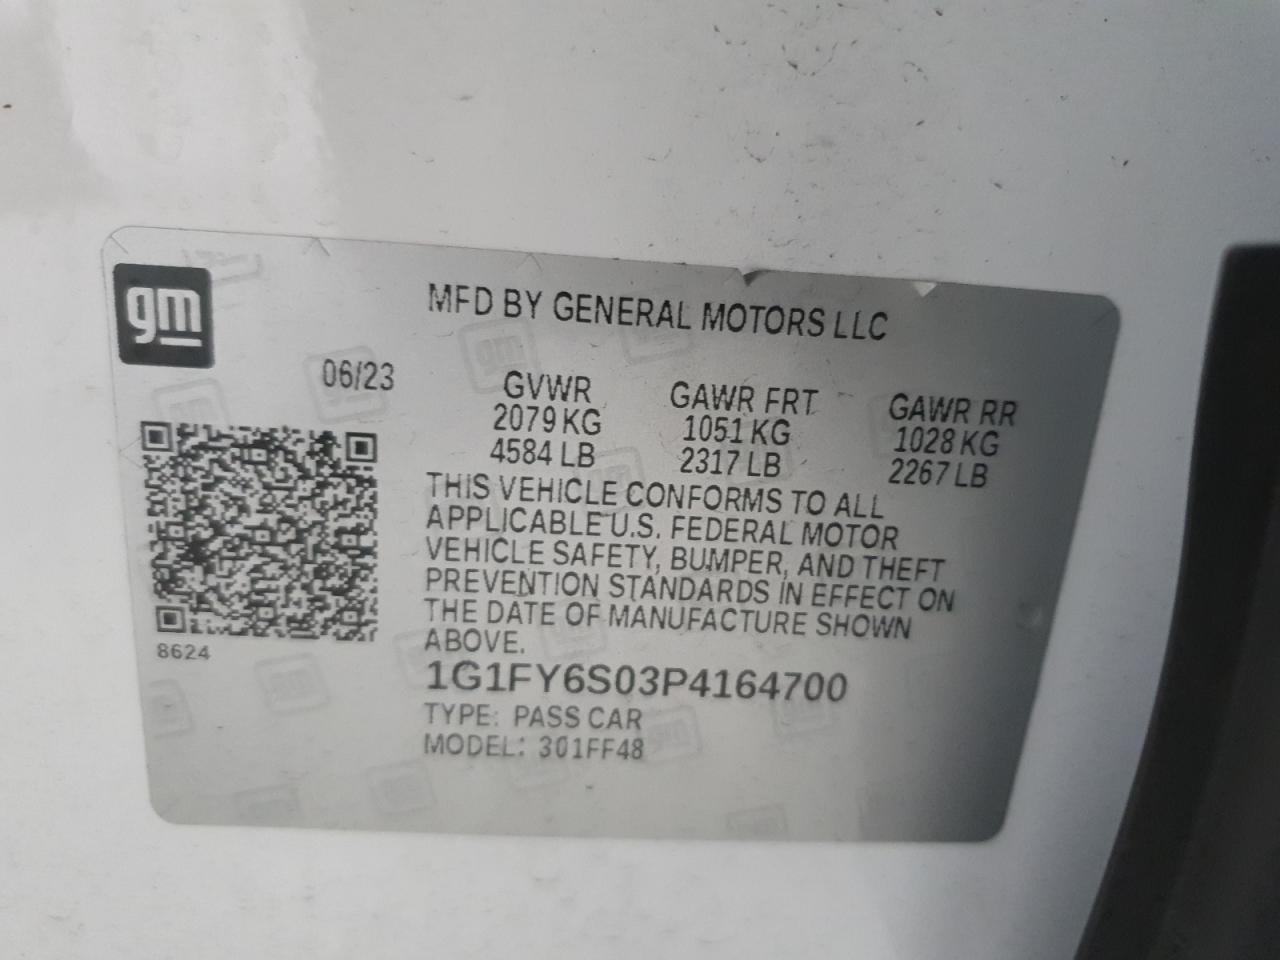 gm
MFD BY GENERAL MOTORS LLC
06/23
GVWR GAWR FRT GAWR RR
2079 KG 1051 KG 1028 KG
4584 LB 2317 LB 2267 LB
THIS VEHICLE CONFORMS TO ALL
APPLICABLE U.S. FEDERAL MOTOR
VEHICLE SAFETY, BUMPER, AND THEFT
PREVENTION STANDARDS IN EFFECT ON
THE DATE OF MANUFACTURE SHOWN
ABOVE.
8624
1G1FY6S03P4164700
TYPE: PASS CAR
MODEL: 301FF48